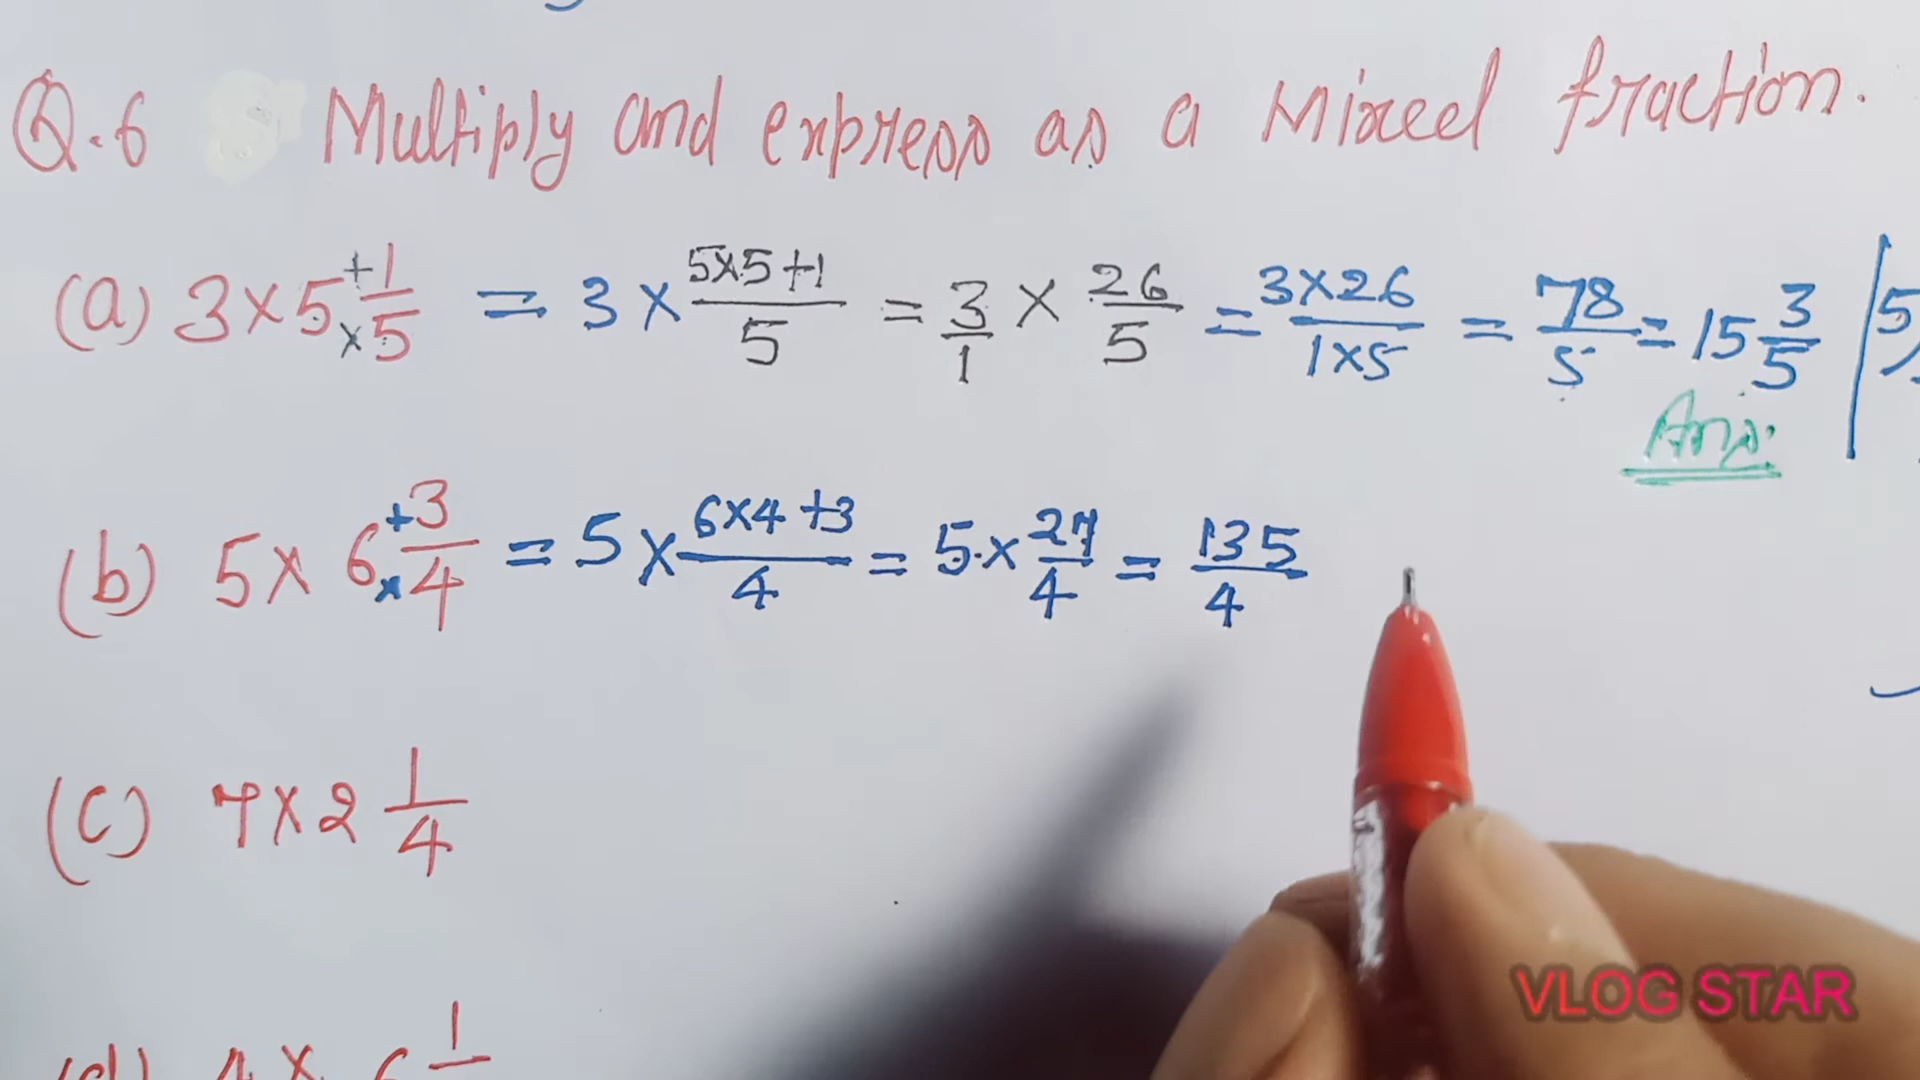 Q.6 Multiply and express as a Mixed fraction.
(a) 3 × 5 + 1/× 5 = 3 × 5×5+1/5 = 3/1 × 26/5 = 3×26/1×5 = 78/5 = 15 3/5 | 5
Ans.
(b) 5 × 6 + 3/× 4 = 5 × 6×4+3/4 = 5 × 27/4 = 135/4
(c) 7 × 2 1/4
(d) 4 × 6 1
VLOG STAR